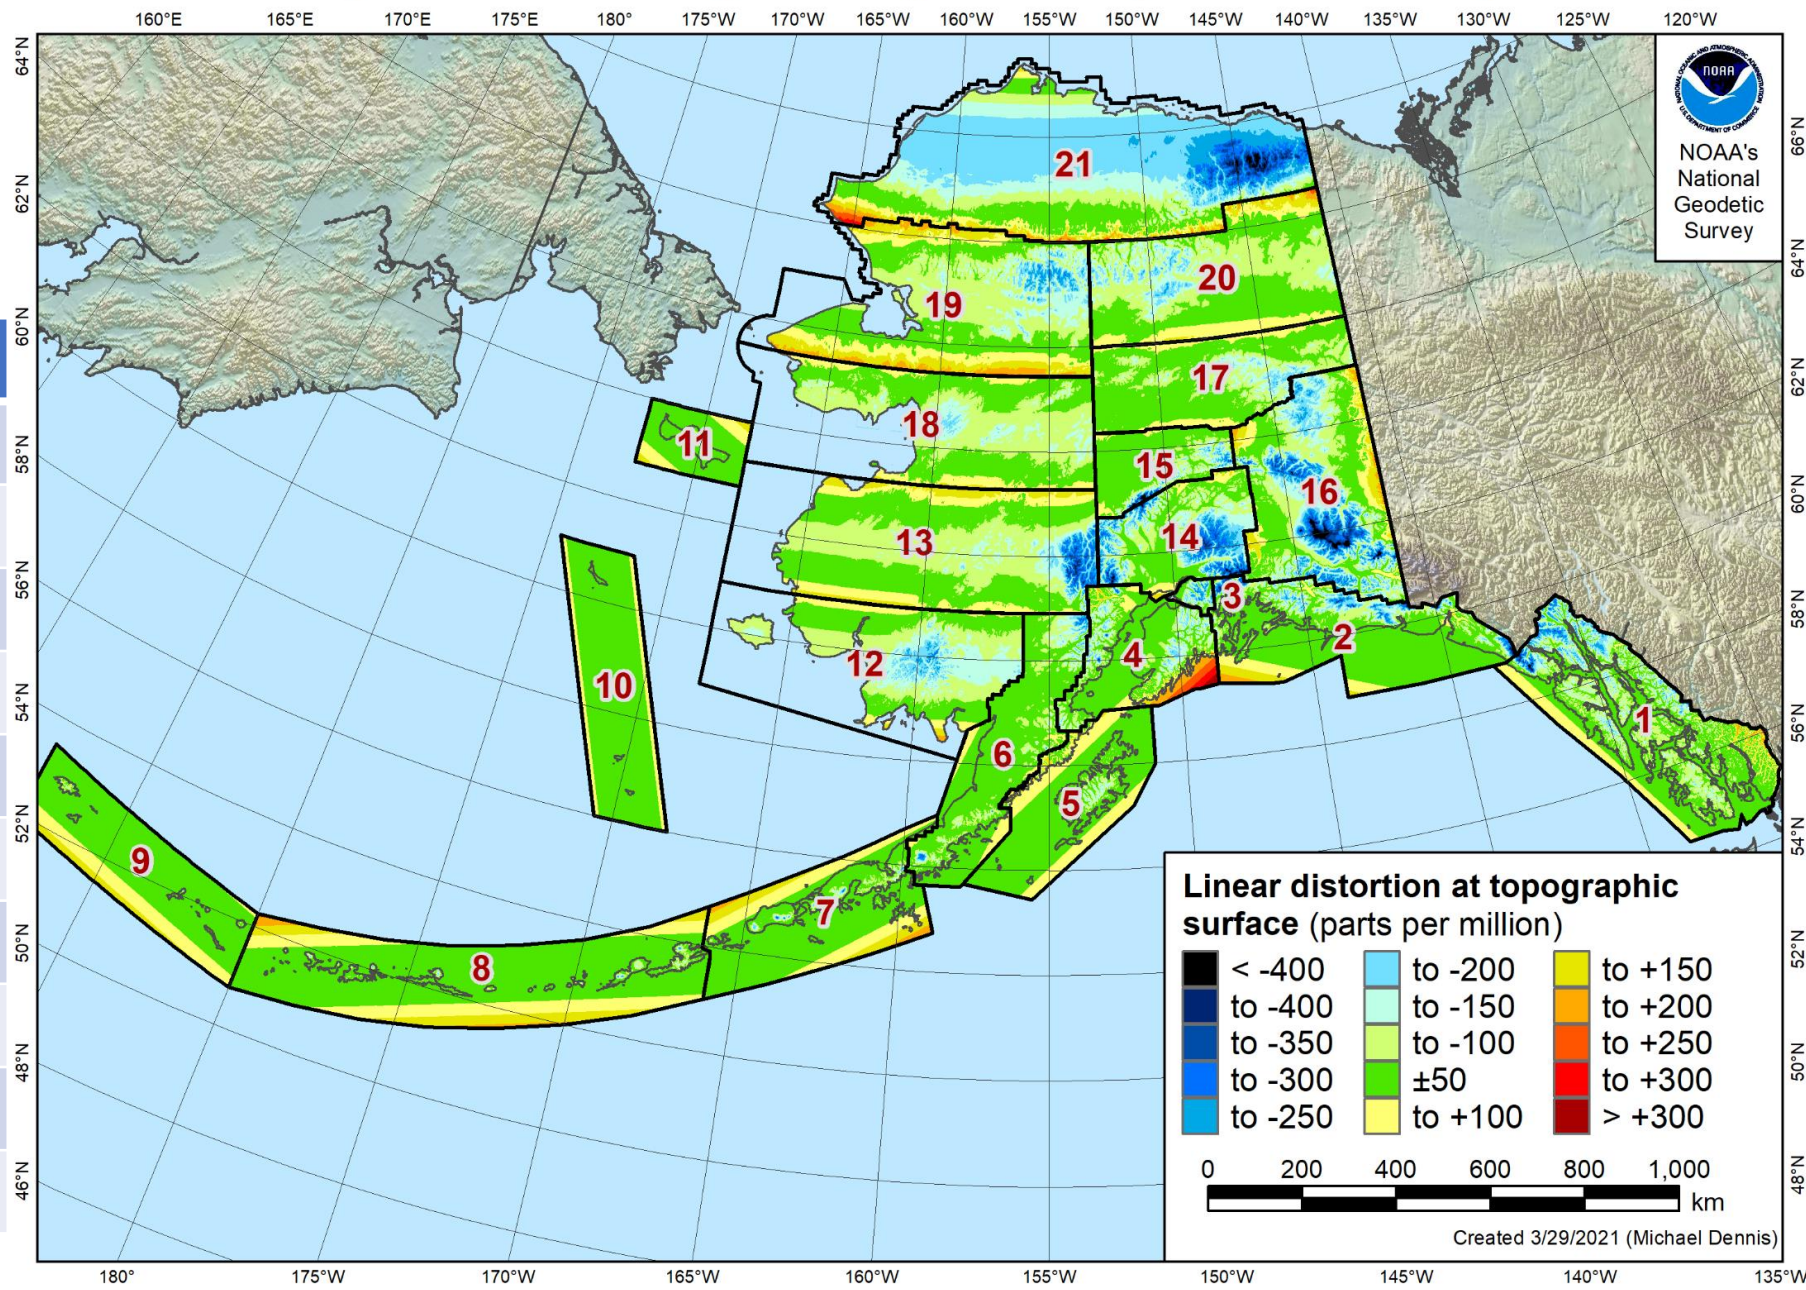 160°E 165°E 170°E 175°E 180° 175°W 170°W 165°W 160°W 155°W 150°W 145°W 140°W 135°W 130°W 125°W 120°W
64°N
62°N
60°N
58°N
56°N
54°N
52°N
50°N
48°N
46°N
NOAA
NOAA's
National
Geodetic
Survey
66°N
64°N
62°N
60°N
58°N
56°N
54°N
52°N
50°N
48°N
21
20
19
17
18
11
15
16
13
14
3
2
4
12
10
1
6
5
9
7
8
Linear distortion at topographic
surface (parts per million)
< -400 to -200 to +150
to -400 to -150 to +200
to -350 to -100 to +250
to -300 ±50 to +300
to -250 to +100 > +300
0 200 400 600 800 1,000
km
Created 3/29/2021 (Michael Dennis)
180° 175°W 170°W 165°W 160°W 155°W 150°W 145°W 140°W 135°W